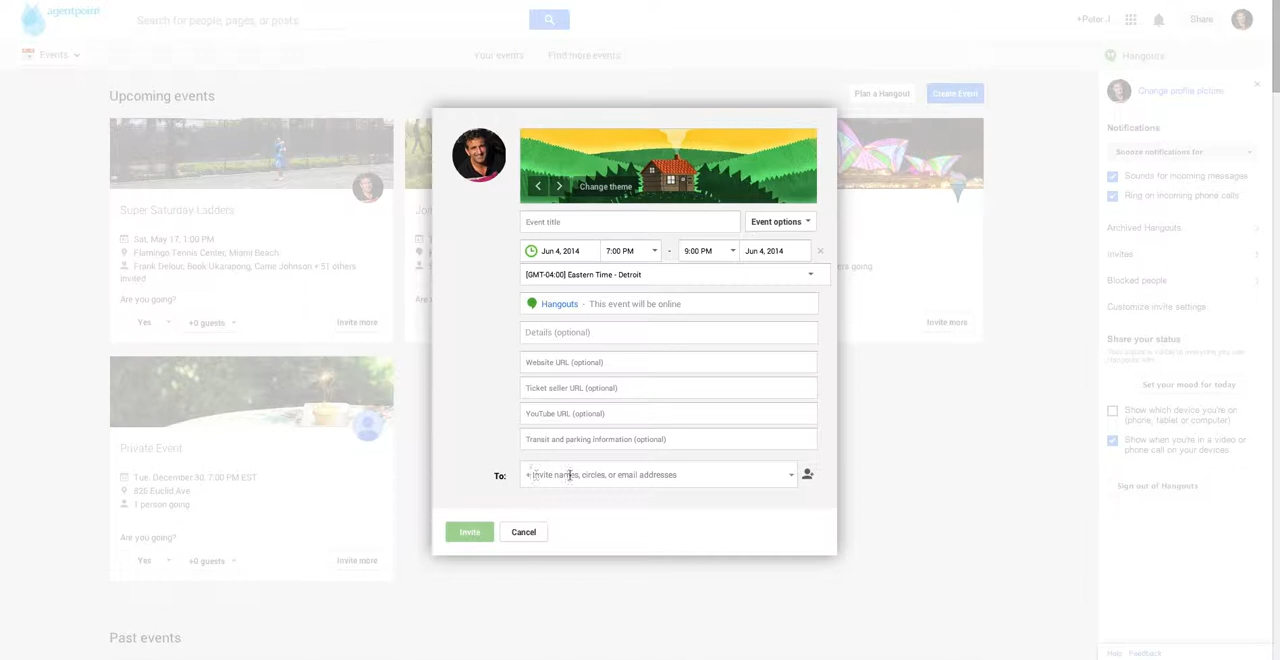 agentpoint
Search for people, pages, or posts
+Peter J
Share
Events
Your events
Find more events
Hangouts
Upcoming events
Plan a Hangout
Create Event
Super Saturday Ladders
Sat, May 17, 1:00 PM
Flamingo Tennis Center, Miami Beach
Frank Delour, Book Ukarapong, Carrie Johnson + 51 others
invited
Are you going?
Yes
+0 guests
Invite more
Invite more
Private Event
Tue, December 30, 7:00 PM EST
826 Euclid Ave
1 person going
Are you going?
Yes
+0 guests
Invite more
Past events
Change theme
Event title
Event options
Jun 4, 2014
7:00 PM
-
9:00 PM
Jun 4, 2014
[GMT-04:00] Eastern Time - Detroit
Hangouts - This event will be online
Details (optional)
Website URL (optional)
Ticket seller URL (optional)
YouTube URL (optional)
Transit and parking information (optional)
To:
+ Invite names, circles, or email addresses
Invite
Cancel
Change profile picture
Notifications
Snooze notifications for
Sounds for incoming messages
Ring on incoming phone calls
Archived Hangouts
Invites
Blocked people
Customize invite settings
Share your status
Set your mood for today
Show which device you're on
(phone, tablet or computer)
Show when you're in a video or
phone call on your devices
Sign out of Hangouts
Help
Feedback